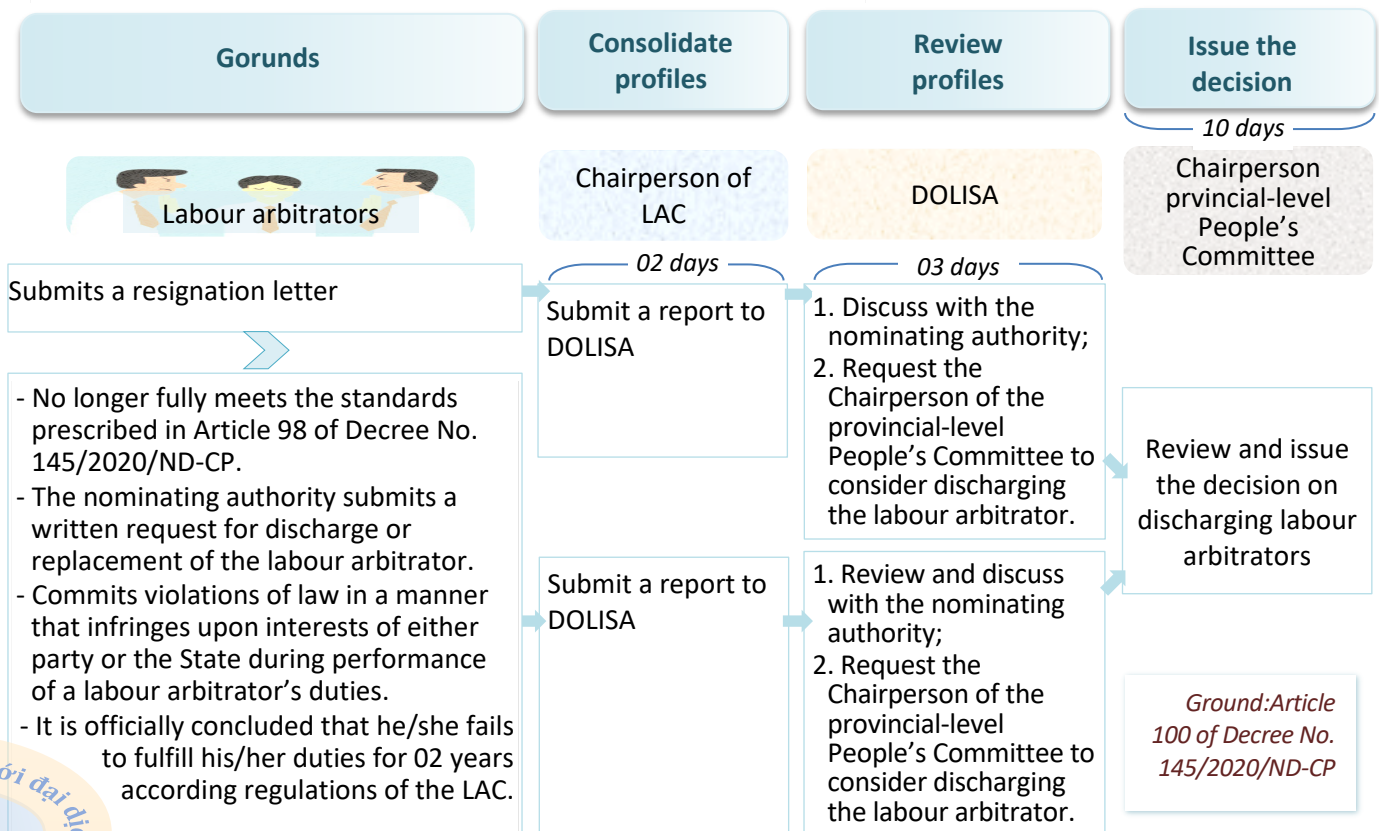 Gorunds
Consolidate
profiles
Review
profiles
Issue the
decision
10 days
Labour arbitrators
Chairperson of
LAC
DOLISA
Chairperson
prvincial-level
People’s
Committee
02 days
03 days
Submits a resignation letter
Submit a report to
DOLISA
1. Discuss with the
nominating authority;
2. Request the
Chairperson of the
provincial-level
People’s Committee to
consider discharging
the labour arbitrator.
- No longer fully meets the standards
prescribed in Article 98 of Decree No.
145/2020/ND-CP.
- The nominating authority submits a
written request for discharge or
replacement of the labour arbitrator.
- Commits violations of law in a manner
that infringes upon interests of either
party or the State during performance
of a labour arbitrator’s duties.
- It is officially concluded that he/she fails
to fulfill his/her duties for 02 years
according regulations of the LAC.
Submit a report to
DOLISA
1. Review and discuss
with the nominating
authority;
2. Request the
Chairperson of the
provincial-level
People’s Committee to
consider discharging
the labour arbitrator.
Review and issue
the decision on
discharging labour
arbitrators
Ground:Article
100 of Decree No.
145/2020/ND-CP
với đại dịc